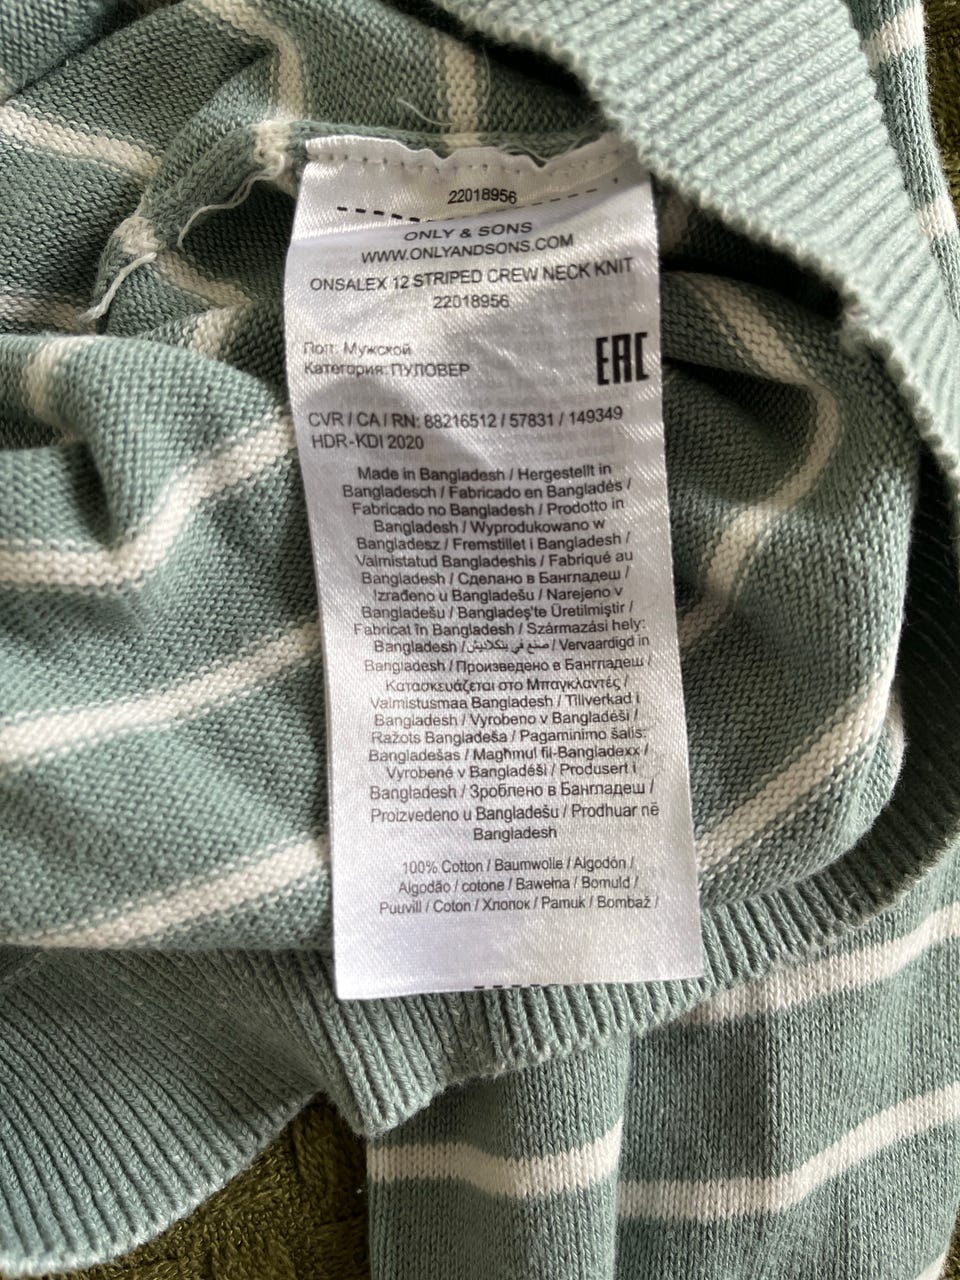 22018956
ONLY & SONS
WWW.ONLYANDSONS.COM
ONSALEX 12 STRIPED CREW NECK KNIT
22018956
Пол: Мужской
Категория: ПУЛОВЕР
EAC
CVR / CA / RN: 88216512 / 57831 / 149349
HDR-KDI 2020
Made in Bangladesh / Hergestellt in
Bangladesch / Fabricado en Bangladés /
Fabricado no Bangladesh / Prodotto in
Bangladesh / Wyprodukowano w
Bangladesz / Fremstillet i Bangladesh /
Valmistatud Bangladeshis / Fabriqué au
Bangladesh / Сделано в Бангладеш /
Izrađeno u Bangladešu / Narejeno v
Bangladešu / Bangladeş'te Üretilmiştir /
Fabricat în Bangladesh / Származási hely:
Bangladesh / صنع في بنكلاديش / Vervaardigd in
Bangladesh / Произведено в Бангладеш /
Κατασκευάζεται στο Μπαγκλαντές /
Valmistusmaa Bangladesh / Tillverkad i
Bangladesh / Vyrobeno v Bangladéši /
Ražots Bangladeša / Pagaminimo šalis:
Bangladešas / Magħmul fil-Bangladexx /
Vyrobené v Bangladéši / Produsert i
Bangladesh / Зроблено в Бангладеш /
Proizvedeno u Bangladešu / Prodhuar në
Bangladesh
100% Cotton / Baumwolle / Algodón /
Algodão / cotone / Bawełna / Bomuld /
Puuvill / Coton / Хлопок / Pamuk / Bombaž /